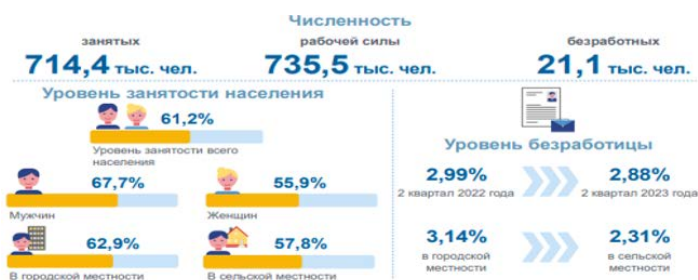 Численность
занятых
714,4 тыс. чел.
рабочей силы
735,5 тыс. чел.
безработных
21,1 тыс. чел.
Уровень занятости населения
61,2%
Уровень занятости всего
населения
67,7%
Мужчин
55,9%
Женщин
62,9%
В городской местности
57,8%
В сельской местности
Уровень безработицы
2,99%
2 квартал 2022 года
2,88%
2 квартал 2023 года
3,14%
в городской
местности
2,31%
в сельской
местности